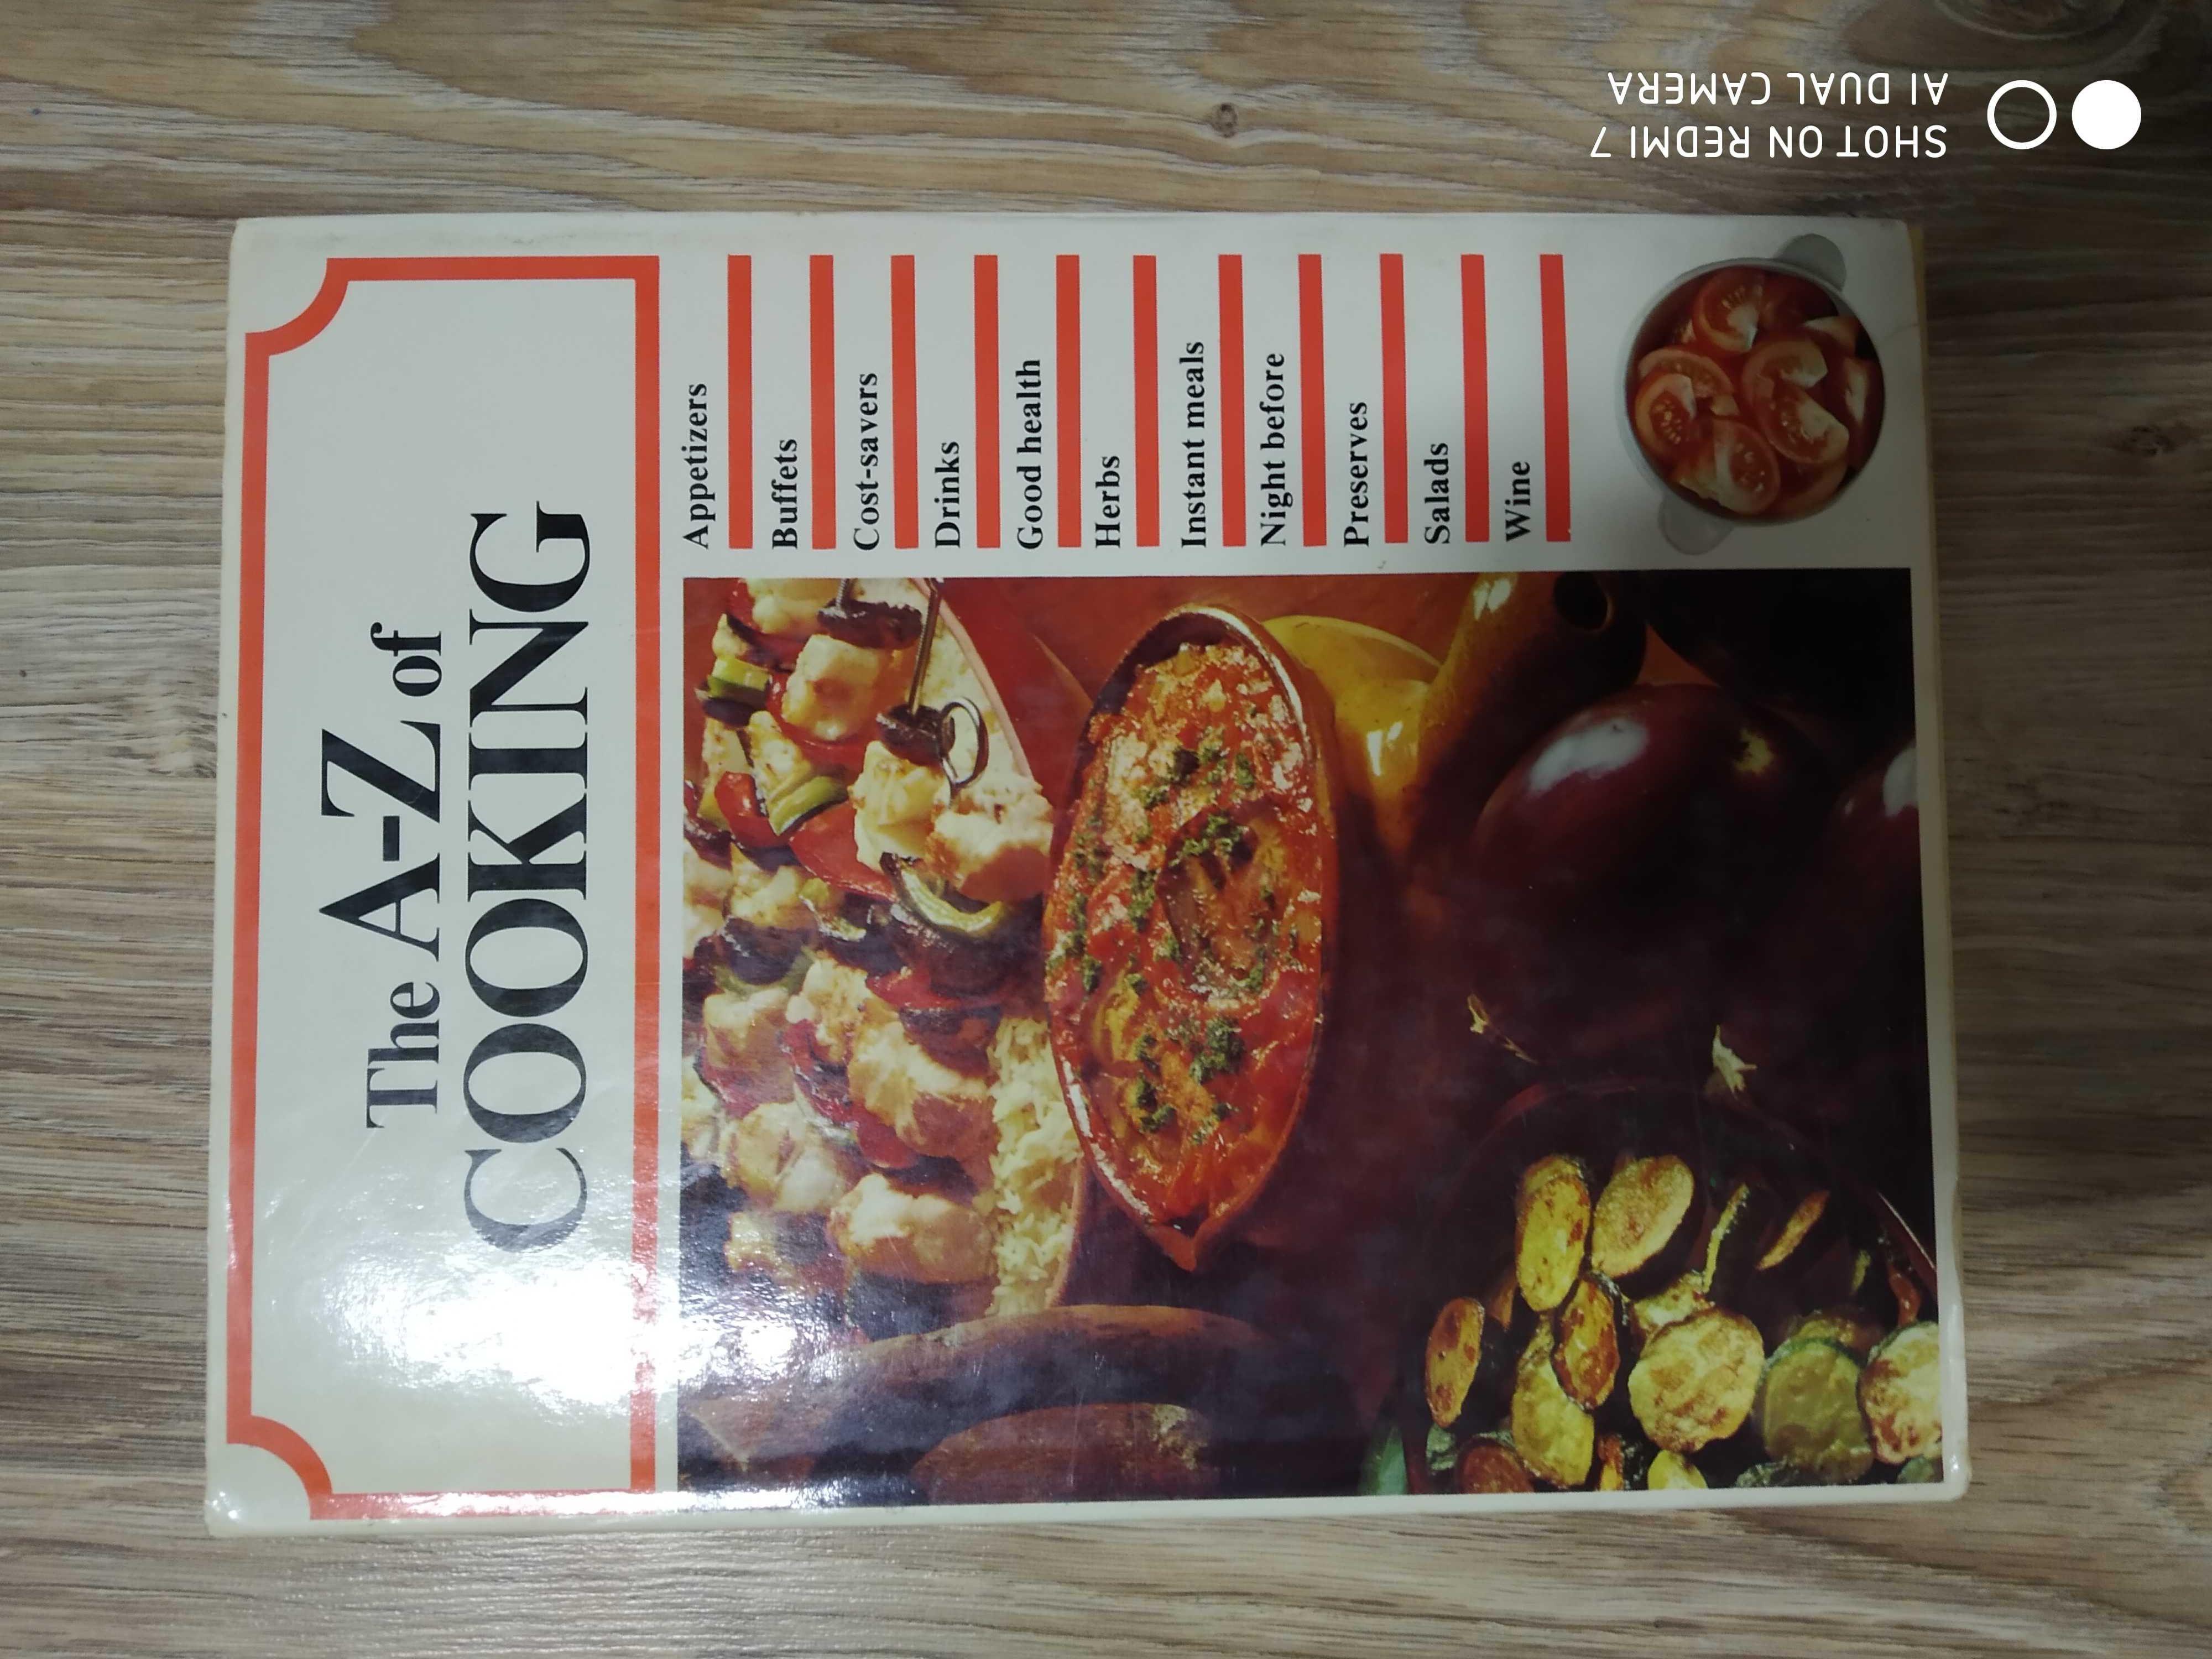 The A-Z of
COOKING
Appetizers
Buffets
Cost-savers
Drinks
Good health
Herbs
Instant meals
Night before
Preserves
Salads
Wine
SHOT ON REDMI 7
AI DUAL CAMERA